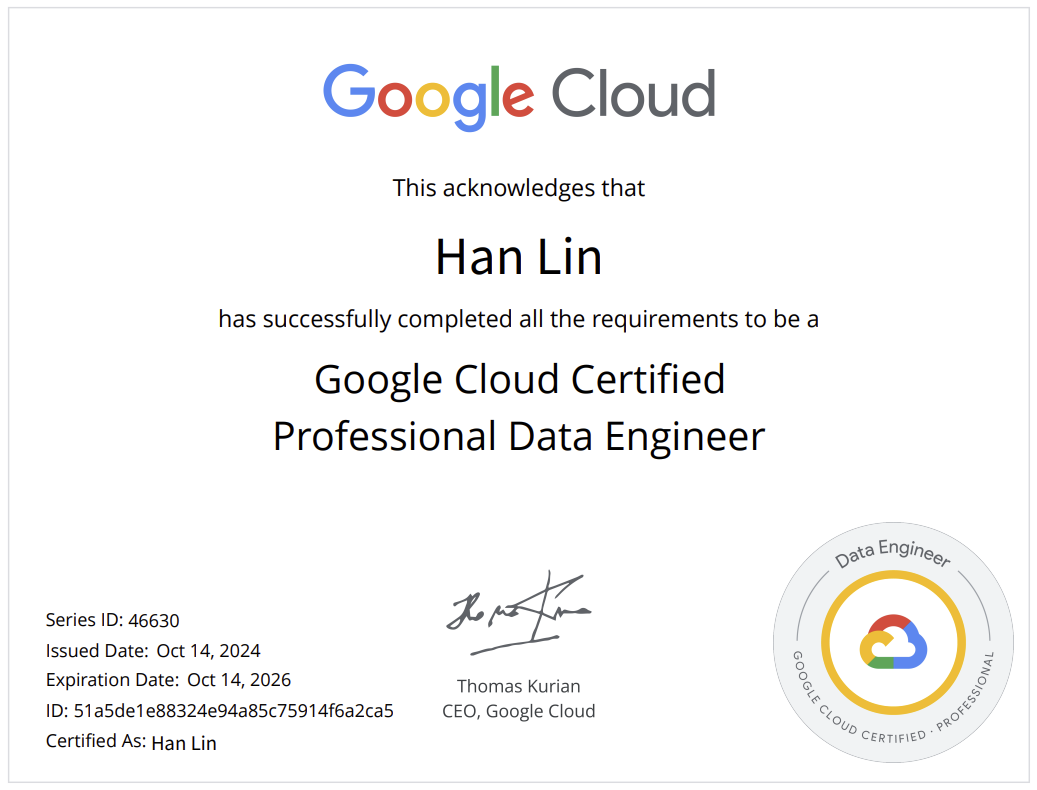 Google Cloud
This acknowledges that
Han Lin
has successfully completed all the requirements to be a
Google Cloud Certified
Professional Data Engineer
Series ID: 46630
Issued Date: Oct 14, 2024
Expiration Date: Oct 14, 2026
ID: 51a5de1e88324e94a85c75914f6a2ca5
Certified As: Han Lin
Thomas Kurian
CEO, Google Cloud
Data Engineer
GOOGLE CLOUD CERTIFIED · PROFESSIONAL